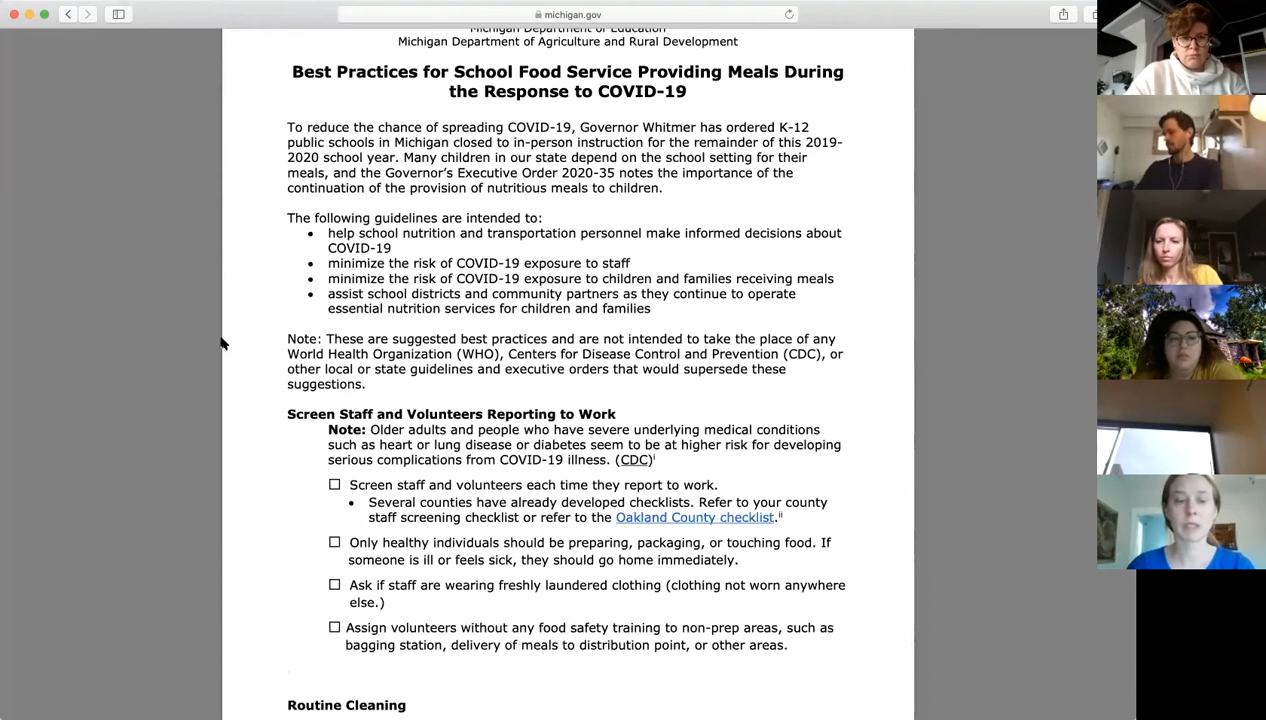 michigan.gov
Michigan Department of Education
Michigan Department of Agriculture and Rural Development
Best Practices for School Food Service Providing Meals During
the Response to COVID-19
To reduce the chance of spreading COVID-19, Governor Whitmer has ordered K-12
public schools in Michigan closed to in-person instruction for the remainder of this 2019-
2020 school year. Many children in our state depend on the school setting for their
meals, and the Governor's Executive Order 2020-35 notes the importance of the
continuation of the provision of nutritious meals to children.
The following guidelines are intended to:
• help school nutrition and transportation personnel make informed decisions about
COVID-19
• minimize the risk of COVID-19 exposure to staff
• minimize the risk of COVID-19 exposure to children and families receiving meals
• assist school districts and community partners as they continue to operate
essential nutrition services for children and families
Note: These are suggested best practices and are not intended to take the place of any
World Health Organization (WHO), Centers for Disease Control and Prevention (CDC), or
other local or state guidelines and executive orders that would supersede these
suggestions.
Screen Staff and Volunteers Reporting to Work
Note: Older adults and people who have severe underlying medical conditions
such as heart or lung disease or diabetes seem to be at higher risk for developing
serious complications from COVID-19 illness. (CDC)i
☐ Screen staff and volunteers each time they report to work.
• Several counties have already developed checklists. Refer to your county
staff screening checklist or refer to the Oakland County checklist.ii
☐ Only healthy individuals should be preparing, packaging, or touching food. If
someone is ill or feels sick, they should go home immediately.
☐ Ask if staff are wearing freshly laundered clothing (clothing not worn anywhere
else.)
☐ Assign volunteers without any food safety training to non-prep areas, such as
bagging station, delivery of meals to distribution point, or other areas.
Routine Cleaning